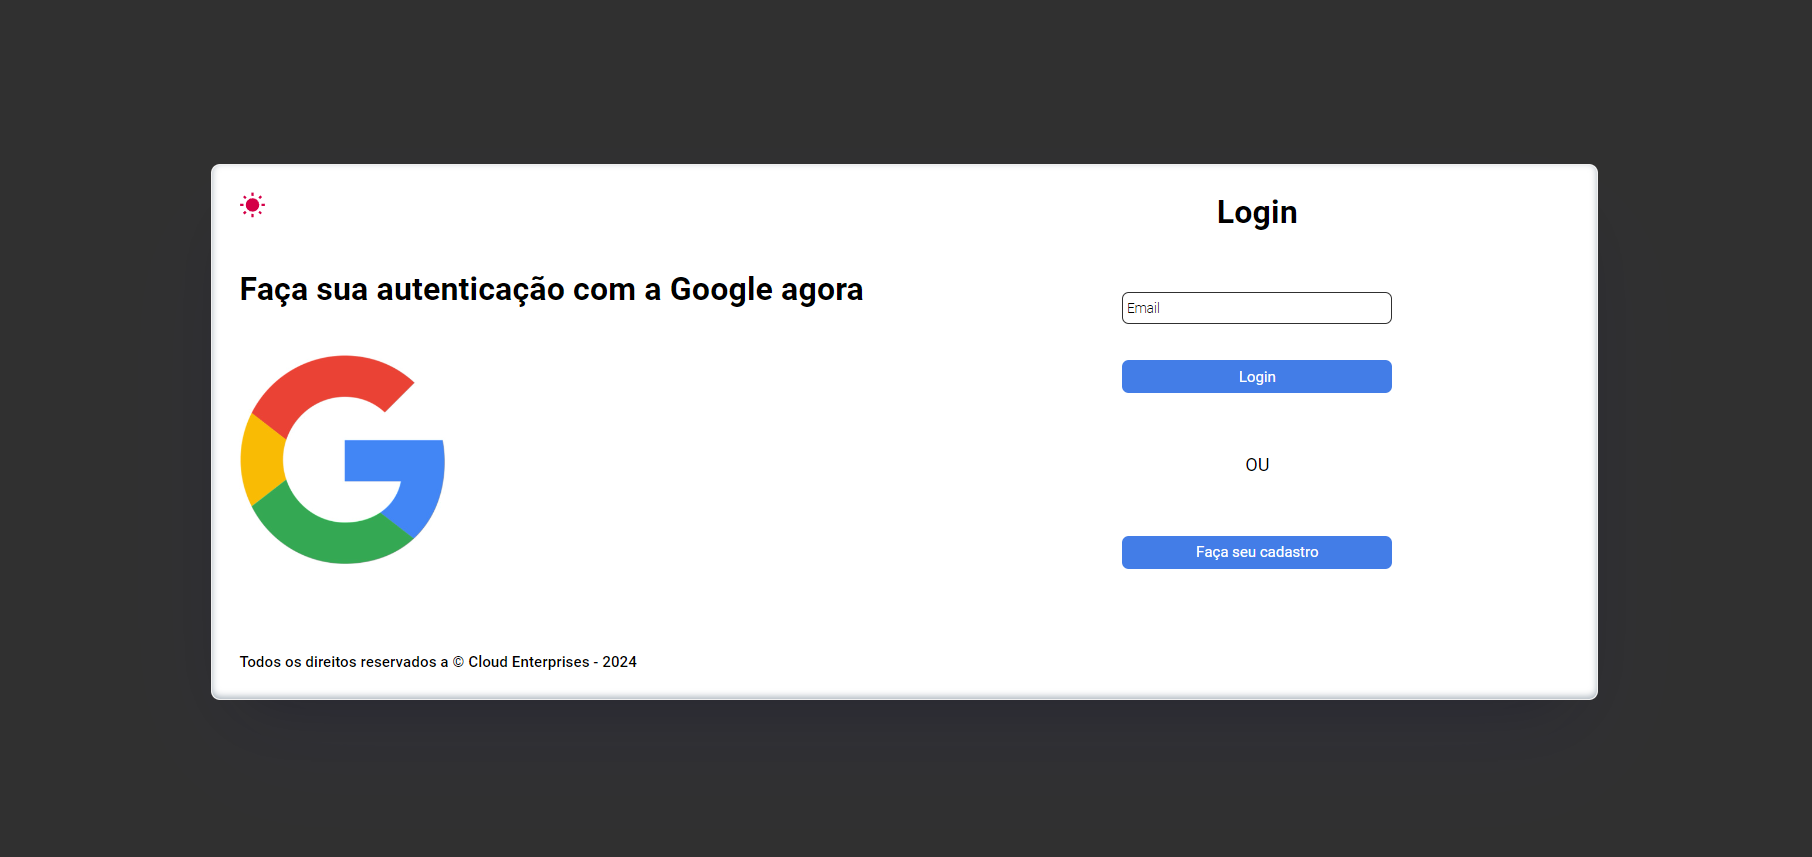 Faça sua autenticação com a Google agora
Todos os direitos reservados a © Cloud Enterprises - 2024
Login
Email
Login
OU
Faça seu cadastro